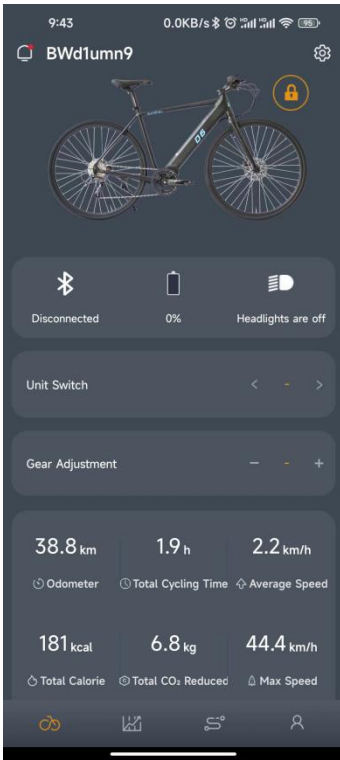 9:43 0.0KB/s 95
BWd1umn9
06
Disconnected 0% Headlights are off
Unit Switch < - >
Gear Adjustment − - +
38.8 km 1.9 h 2.2 km/h
Odometer Total Cycling Time Average Speed
181 kcal 6.8 kg 44.4 km/h
Total Calorie Total CO₂ Reduced Max Speed